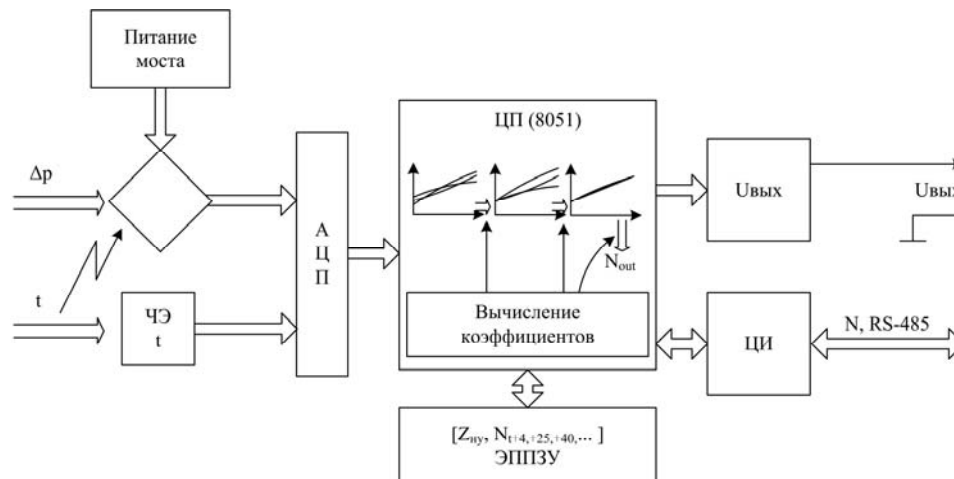 Питание
моста
ЦП (8051)
Δp
Uвых
Uвых
А
Ц
П
N_out
t
ЧЭ
t
Вычисление
коэффициентов
ЦИ
N, RS-485
[Z_ну, N_t+4,+25,+40,... ]
ЭППЗУ